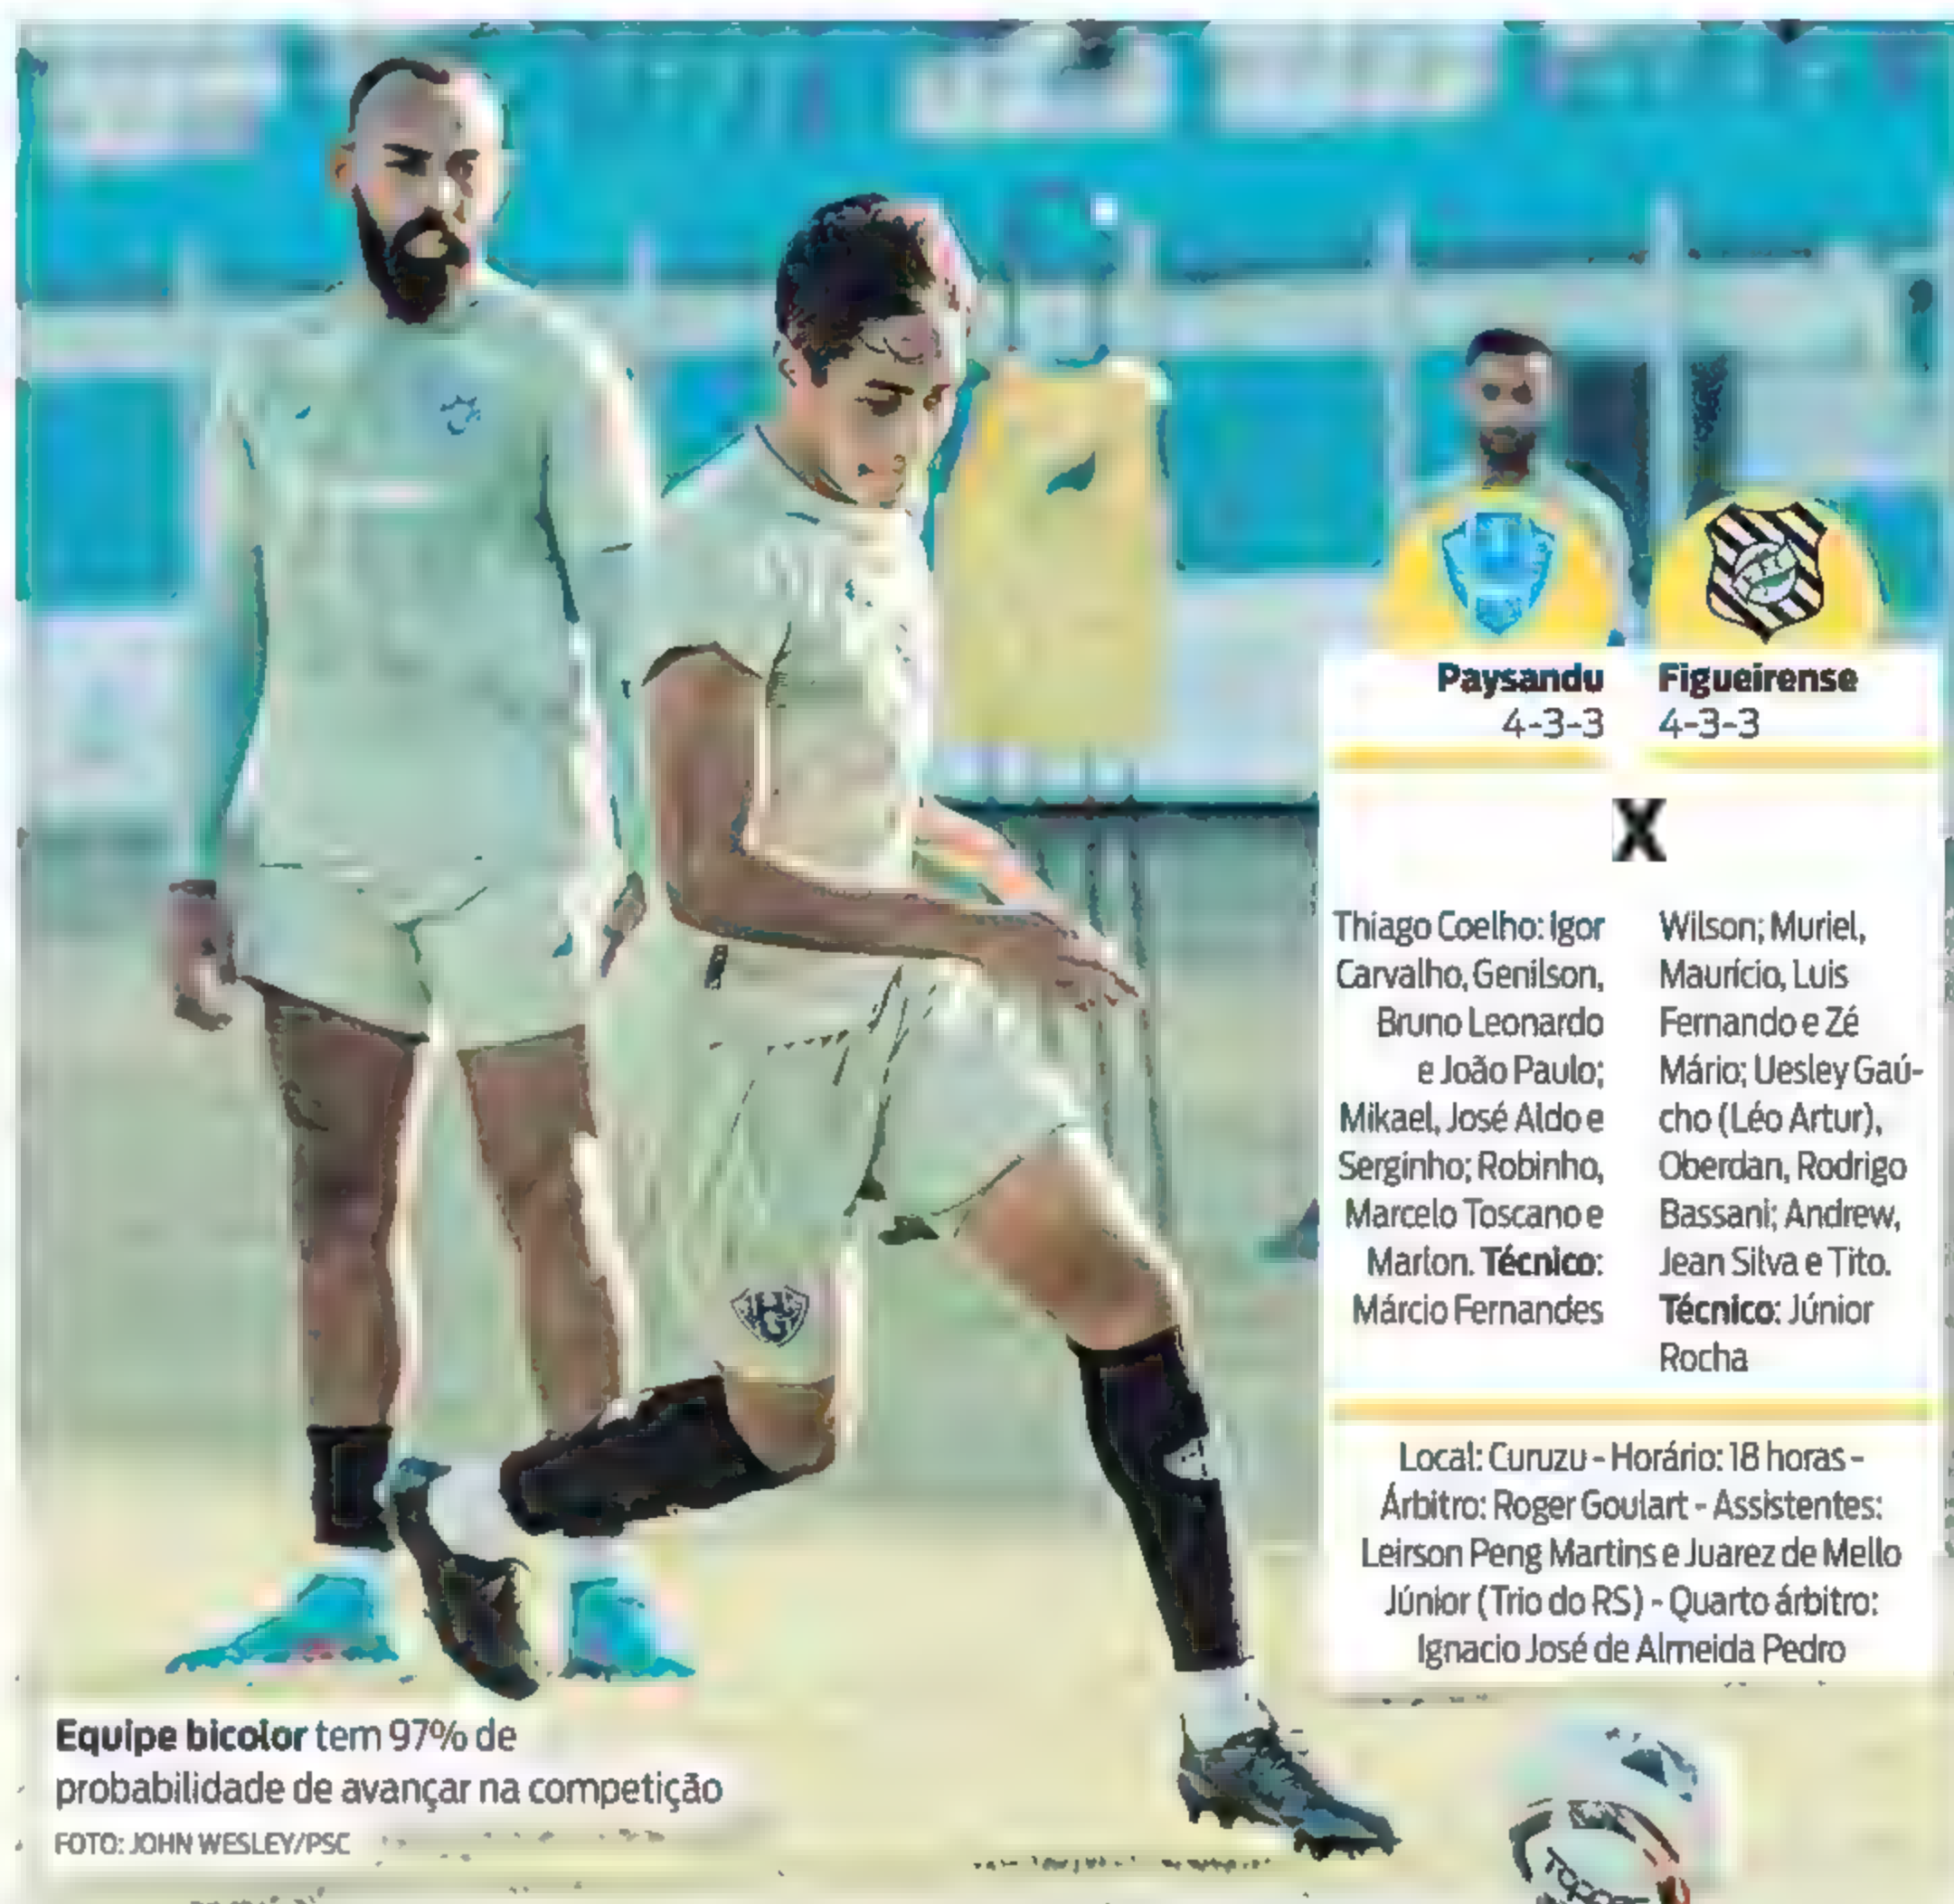 Paysandu
4-3-3
Figueirense
4-3-3
X
Thiago Coelho: Igor
Carvalho, Genilson,
Bruno Leonardo
e João Paulo;
Mikael, José Aldo e
Serginho; Robinho,
Marcelo Toscano e
Marlon. Técnico:
Márcio Fernandes
Wilson; Muriel,
Maurício, Luis
Fernando e Zé
Mário; Uesley Gaú-
cho (Léo Artur),
Oberdan, Rodrigo
Bassani; Andrew,
Jean Silva e Tito.
Técnico: Júnior
Rocha
Local: Curuzu - Horário: 18 horas -
Árbitro: Roger Goulart - Assistentes:
Leirson Peng Martins e Juarez de Mello
Júnior (Trio do RS) - Quarto árbitro:
Ignacio José de Almeida Pedro
Equipe bicolor tem 97% de
probabilidade de avançar na competição
FOTO: JOHN WESLEY/PSC